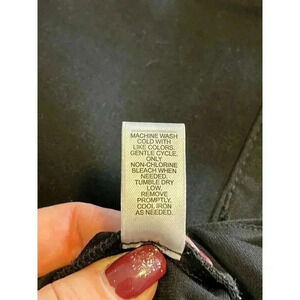 MACHINE WASH
COLD WITH
LIKE COLORS.
GENTLE CYCLE.
ONLY
NON-CHLORINE
BLEACH WHEN
NEEDED.
TUMBLE DRY
LOW.
REMOVE
PROMPTLY.
COOL IRON
AS NEEDED.